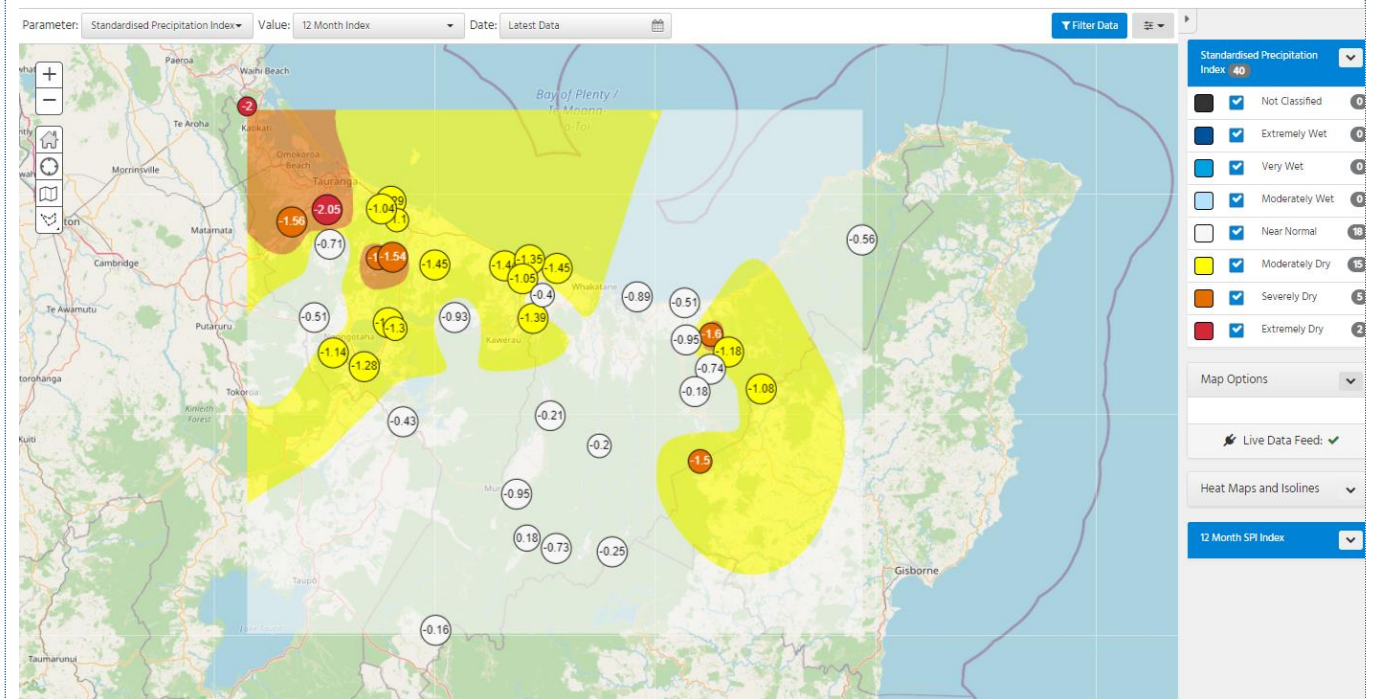 Parameter: Standardised Precipitation Index Value: 12 Month Index Date: Latest Data Filter Data
Standardised Precipitation
Index 40
Not Classified 0
Extremely Wet 0
Very Wet 0
Moderately Wet 0
Near Normal 18
Moderately Dry 15
Severely Dry 5
Extremely Dry 2
Map Options
Live Data Feed:
Heat Maps and Isolines
12 Month SPI Index
+
−
Paeroa
Waihi Beach
Bay of Plenty /
Te Moana
o Toi
-2
Te Aroha
Katikati
Omokoroa
Beach
Morrinsville
Tauranga
-1.04
-2.05
-1.56
-1.1
Matamata
-0.71
-0.56
-1.54
Cambridge
-1.45
-1.35
-1.45
-1.05
Whakatane
-0.4
-0.89
-0.51
Te Awamutu
-0.51
-0.93
-1.39
Putaruru
-1.3
-1.6
Ngongotaha
Kawerau
-0.95
-1.14
-1.18
-1.28
-0.74
-1.08
-0.18
Tokoroa
Kinleith
Forest
-0.43
-0.21
-0.2
-1.5
-0.95
0.18
-0.73
-0.25
Gisborne
Taupō
-0.16
Taumarunui